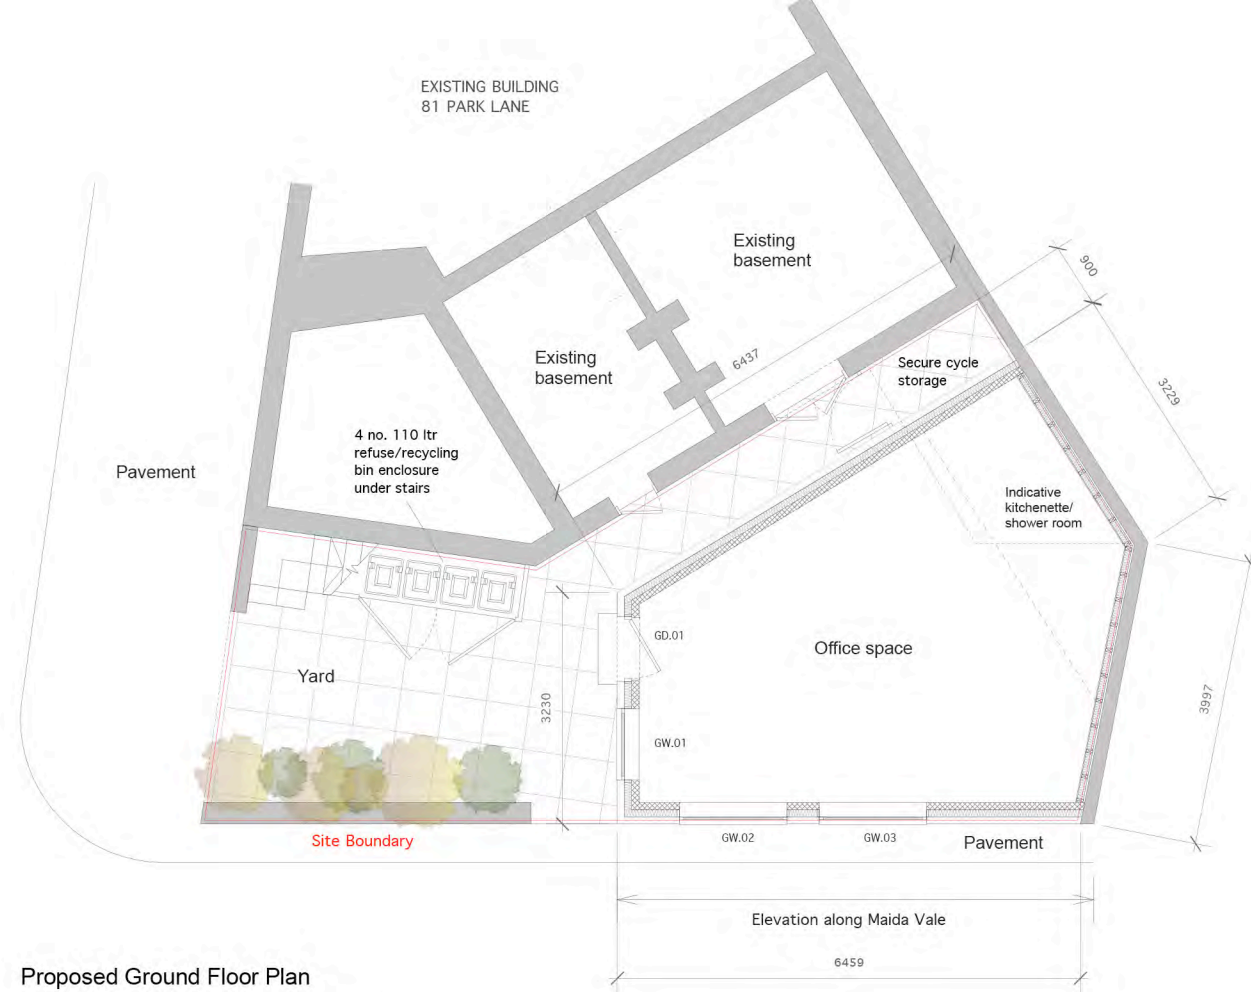 EXISTING BUILDING
81 PARK LANE
Existing
basement
900
6437
Secure cycle
storage
3229
Existing
basement
4 no. 110 ltr
refuse/recycling
bin enclosure
under stairs
Pavement
Indicative
kitchenette/
shower room
GD.01
Office space
Yard
3230
3997
GW.01
Site Boundary
GW.02
GW.03
Pavement
Elevation along Maida Vale
6459
Proposed Ground Floor Plan